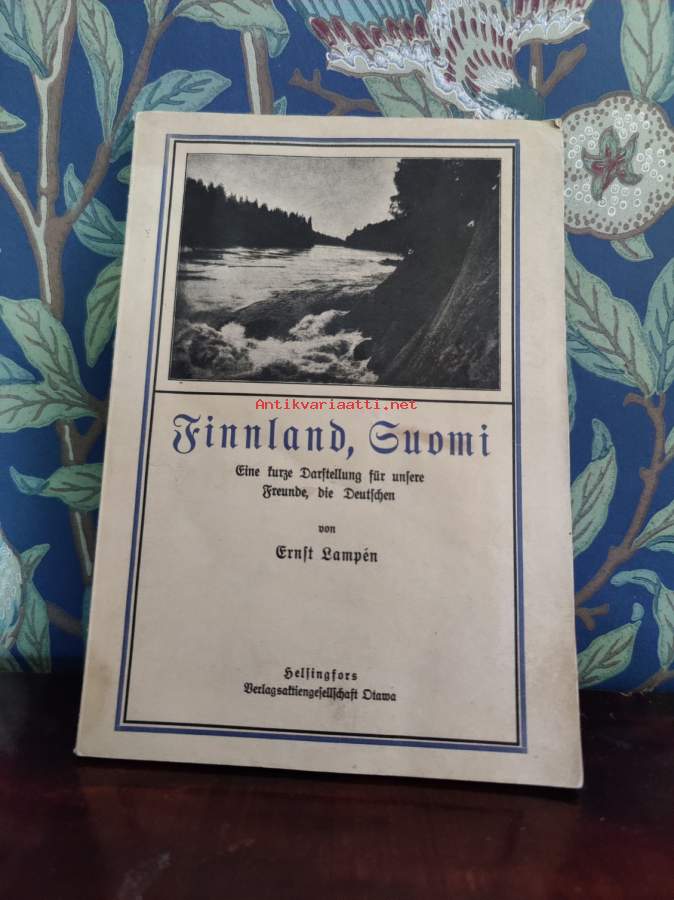 Antikvariaatti.net
Finnland, Suomi
Eine kurze Darſtellung für unſere
Freunde, die Deutſchen
von
Ernſt Lampén
Helſingfors
Verlagsaktiengeſellſchaft Otawa